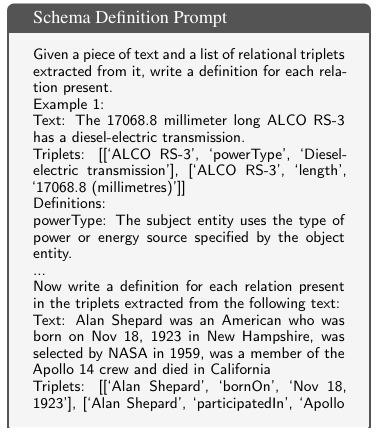 Schema Definition Prompt
Given a piece of text and a list of relational triplets
extracted from it, write a definition for each rela-
tion present.
Example 1:
Text: The 17068.8 millimeter long ALCO RS-3
has a diesel-electric transmission.
Triplets: [[‘ALCO RS-3’, ‘powerType’, ‘Diesel-
electric transmission’], [‘ALCO RS-3’, ‘length’,
‘17068.8 (millimetres)’]]
Definitions:
powerType: The subject entity uses the type of
power or energy source specified by the object
entity.
...
Now write a definition for each relation present
in the triplets extracted from the following text:
Text: Alan Shepard was an American who was
born on Nov 18, 1923 in New Hampshire, was
selected by NASA in 1959, was a member of the
Apollo 14 crew and died in California
Triplets: [[‘Alan Shepard’, ‘bornOn’, ‘Nov 18,
1923’], [‘Alan Shepard’, ‘participatedIn’, ‘Apollo